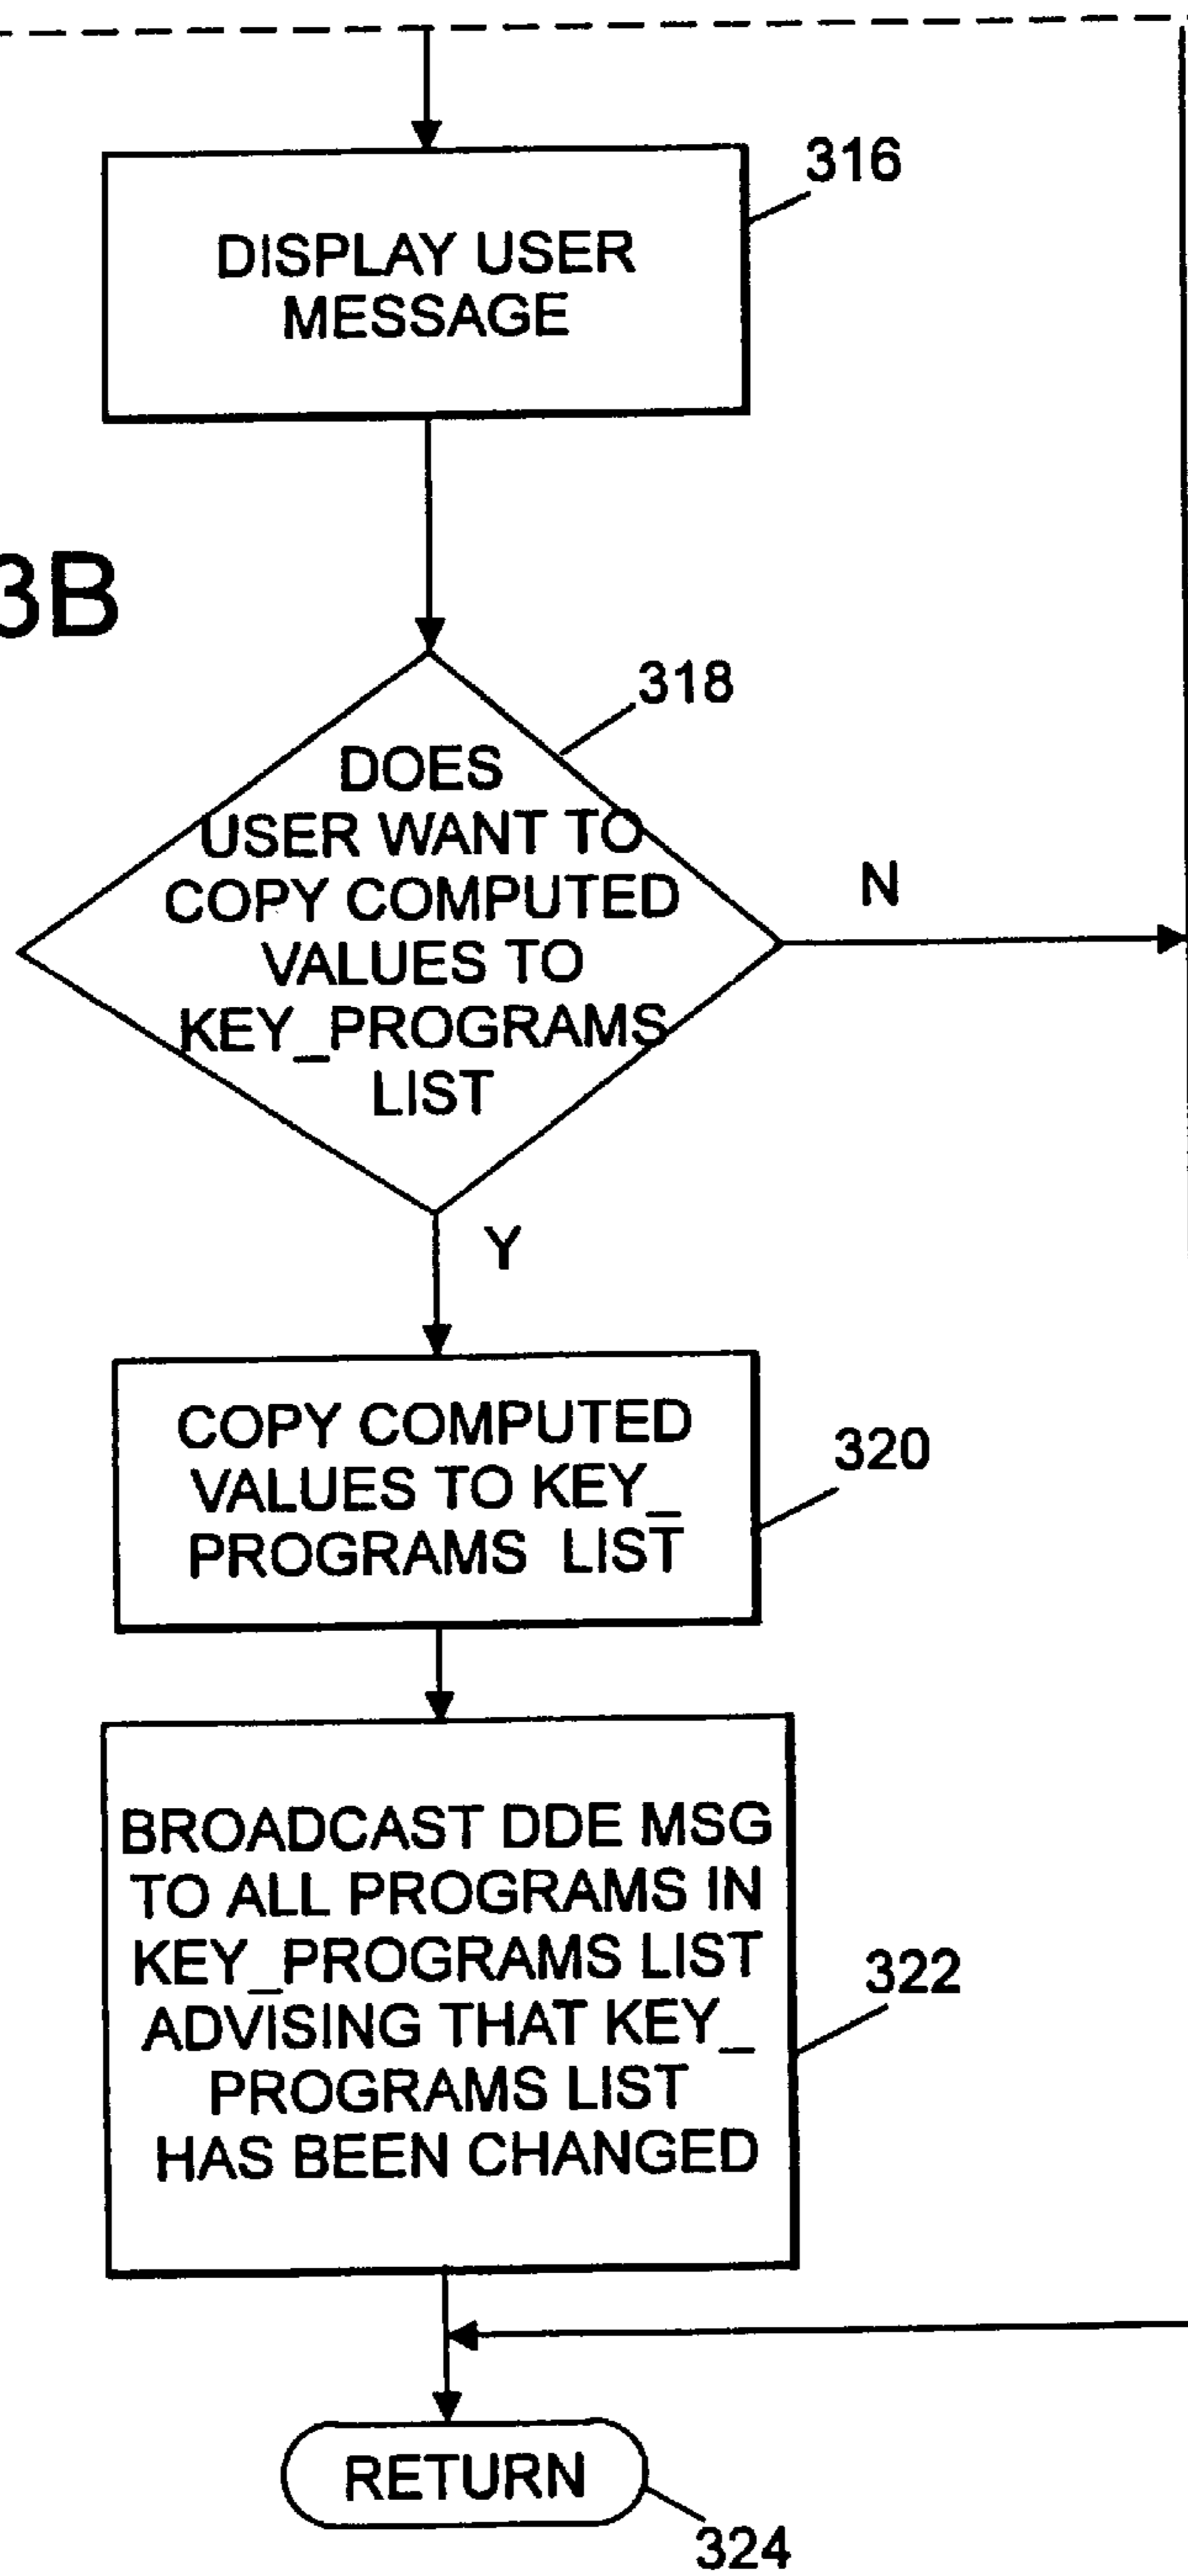 316
DISPLAY USER
MESSAGE
3B
318
DOES
USER WANT TO
COPY COMPUTED
VALUES TO
KEY_PROGRAMS
LIST
N
Y
COPY COMPUTED
VALUES TO KEY_
PROGRAMS LIST
320
BROADCAST DDE MSG
TO ALL PROGRAMS IN
KEY_PROGRAMS LIST
ADVISING THAT KEY_
PROGRAMS LIST
HAS BEEN CHANGED
322
RETURN
324